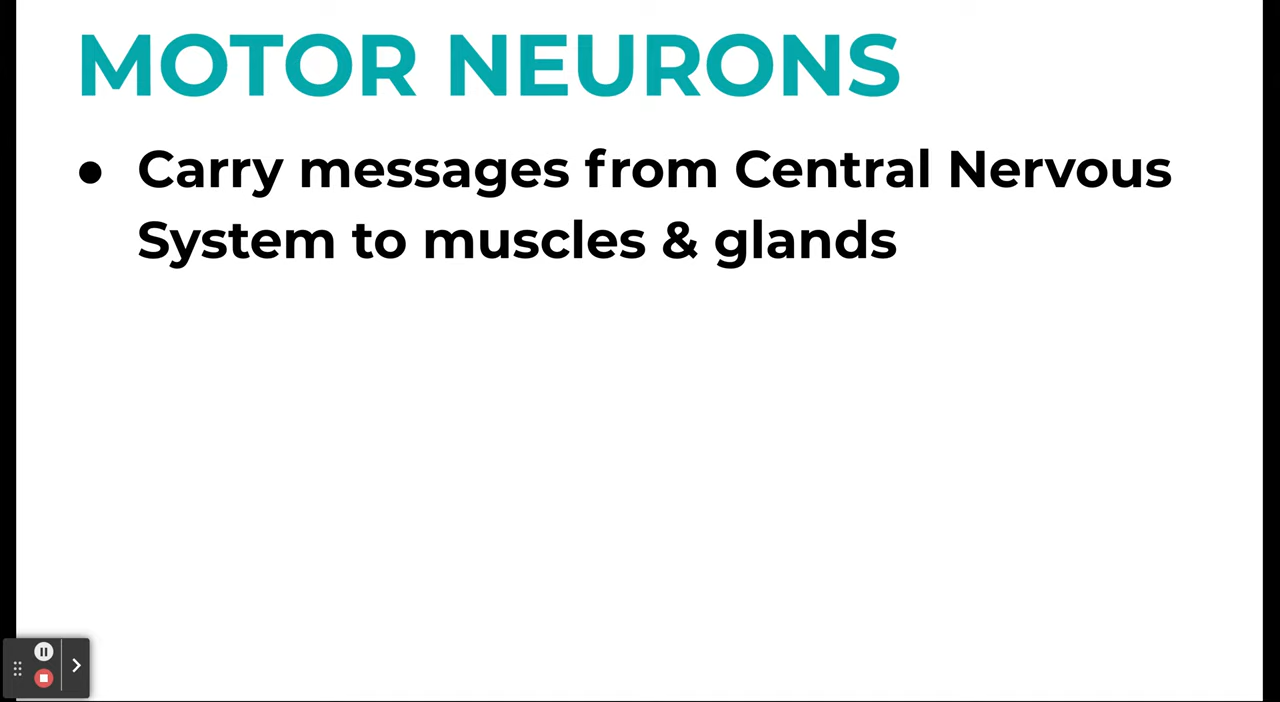 MOTOR NEURONS
● Carry messages from Central Nervous
System to muscles & glands